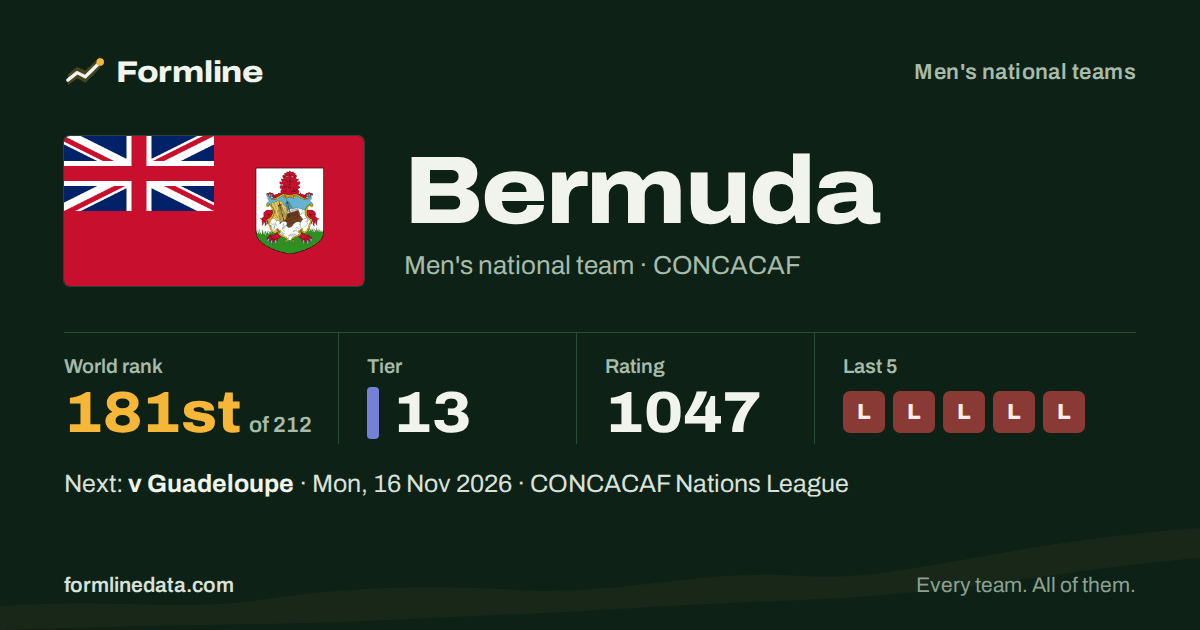 Formline
Men's national teams
Bermuda
Men's national team · CONCACAF
World rank
181st of 212
Tier
13
Rating
1047
Last 5
L L L L L
Next: v Guadeloupe · Mon, 16 Nov 2026 · CONCACAF Nations League
formlinedata.com
Every team. All of them.